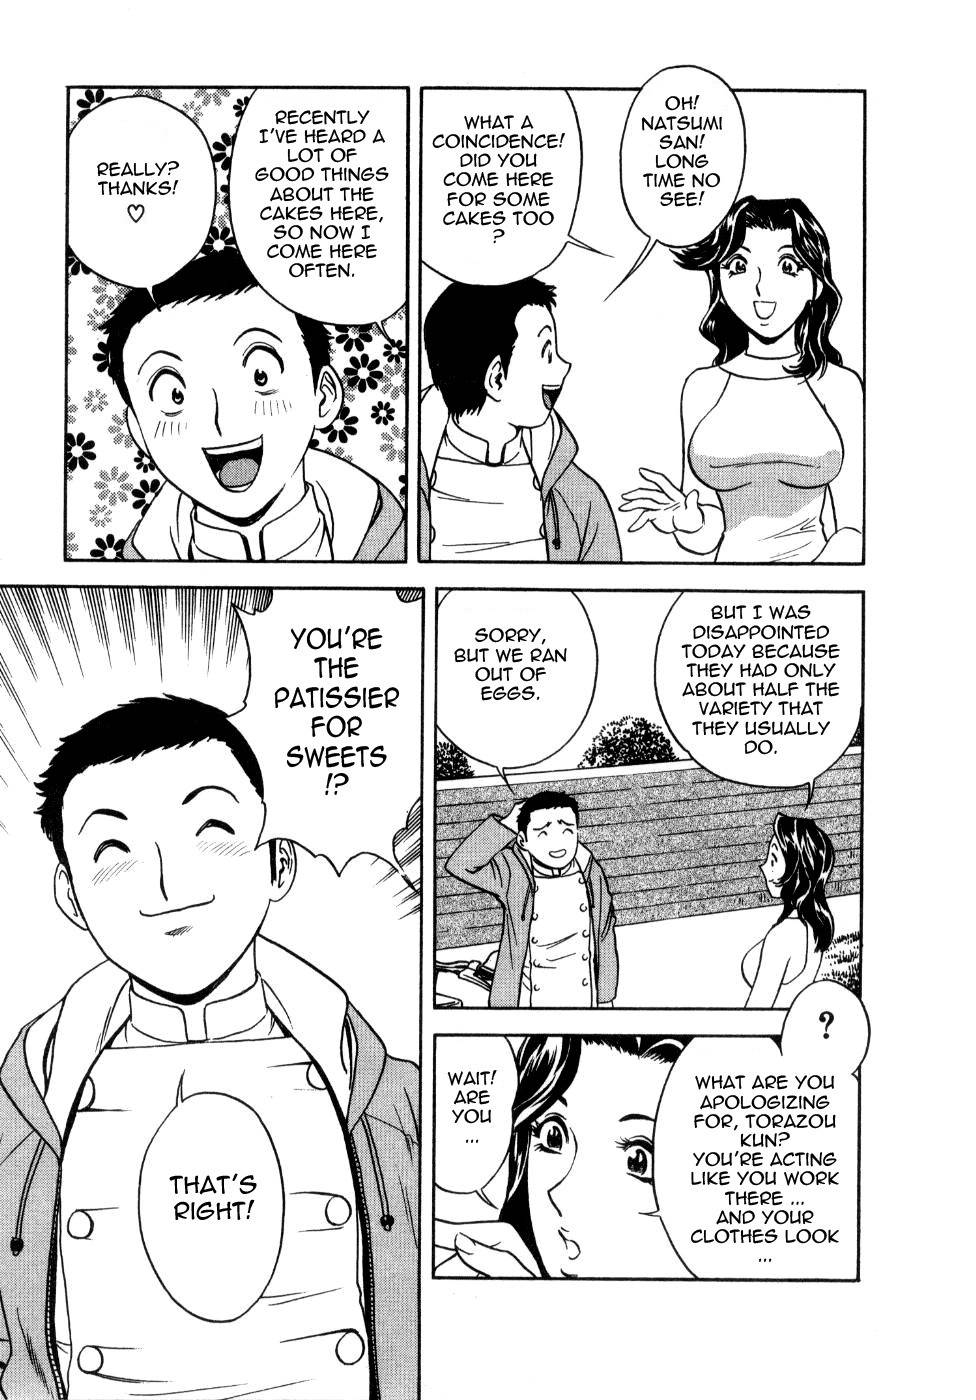 OH!
NATSUMI
SAN!
LONG
TIME NO
SEE!
WHAT A
COINCIDENCE!
DID YOU
COME HERE
FOR SOME
CAKES TOO
?
RECENTLY
I'VE HEARD A
LOT OF
GOOD THINGS
ABOUT THE
CAKES HERE,
SO NOW I
COME HERE
OFTEN.
REALLY?
THANKS!
♡
BUT I WAS
DISAPPOINTED
TODAY BECAUSE
THEY HAD ONLY
ABOUT HALF THE
VARIETY THAT
THEY USUALLY
DO.
SORRY,
BUT WE RAN
OUT OF
EGGS.
?
WHAT ARE YOU
APOLOGIZING
FOR, TORAZOU
KUN?
YOU'RE ACTING
LIKE YOU WORK
THERE ...
AND YOUR
CLOTHES LOOK
...
WAIT!
ARE
YOU
...
YOU'RE
THE
PATISSIER
FOR
SWEETS
!?
THAT'S
RIGHT!